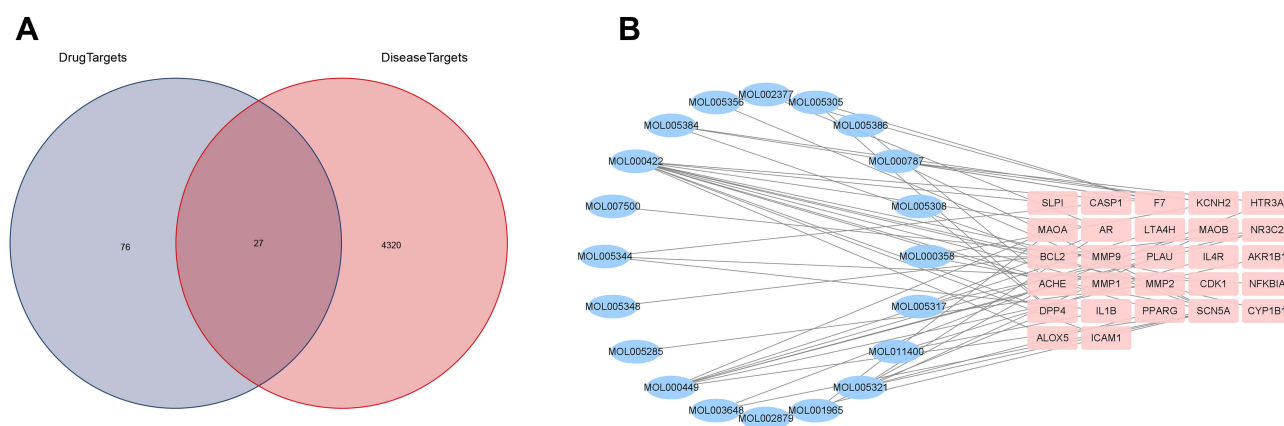 A
B
DrugTargets
DiseaseTargets
76
27
4320
MOL002377
MOL005356
MOL005305
MOL005384
MOL005386
MOL000422
MOL000787
MOL007500
MOL005308
MOL005344
MOL000358
MOL005348
MOL005317
MOL005285
MOL011400
MOL000449
MOL005321
MOL003648
MOL001965
MOL002879
SLPI CASP1 F7 KCNH2 HTR3A
MAOA AR LTA4H MAOB NR3C2
BCL2 MMP9 PLAU IL4R AKR1B1
ACHE MMP1 MMP2 CDK1 NFKBIA
DPP4 IL1B PPARG SCN5A CYP1B1
ALOX5 ICAM1